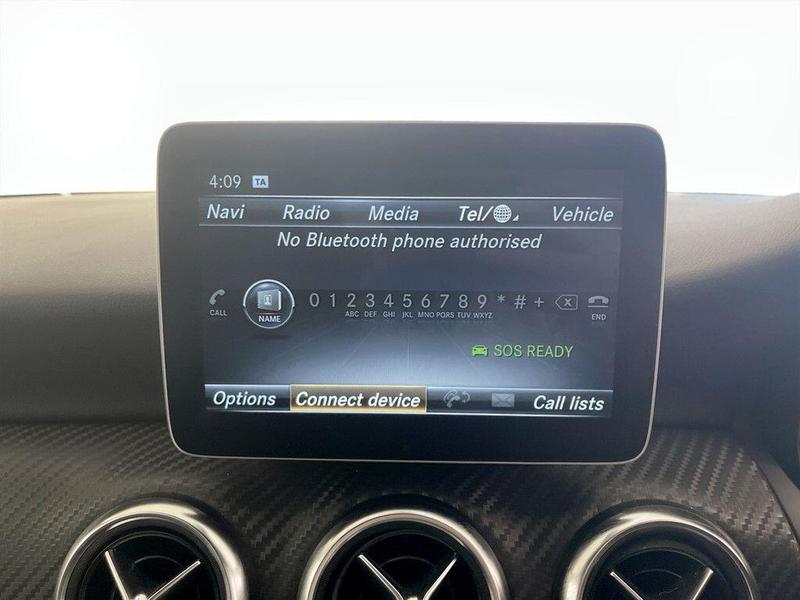 4:09 TA
Navi Radio Media Tel/ Vehicle
No Bluetooth phone authorised
0 1 2 3 4 5 6 7 8 9 * # +
CALL NAME ABC DEF GHI JKL MNO PQRS TUV WXYZ END
SOS READY
Options Connect device Call lists